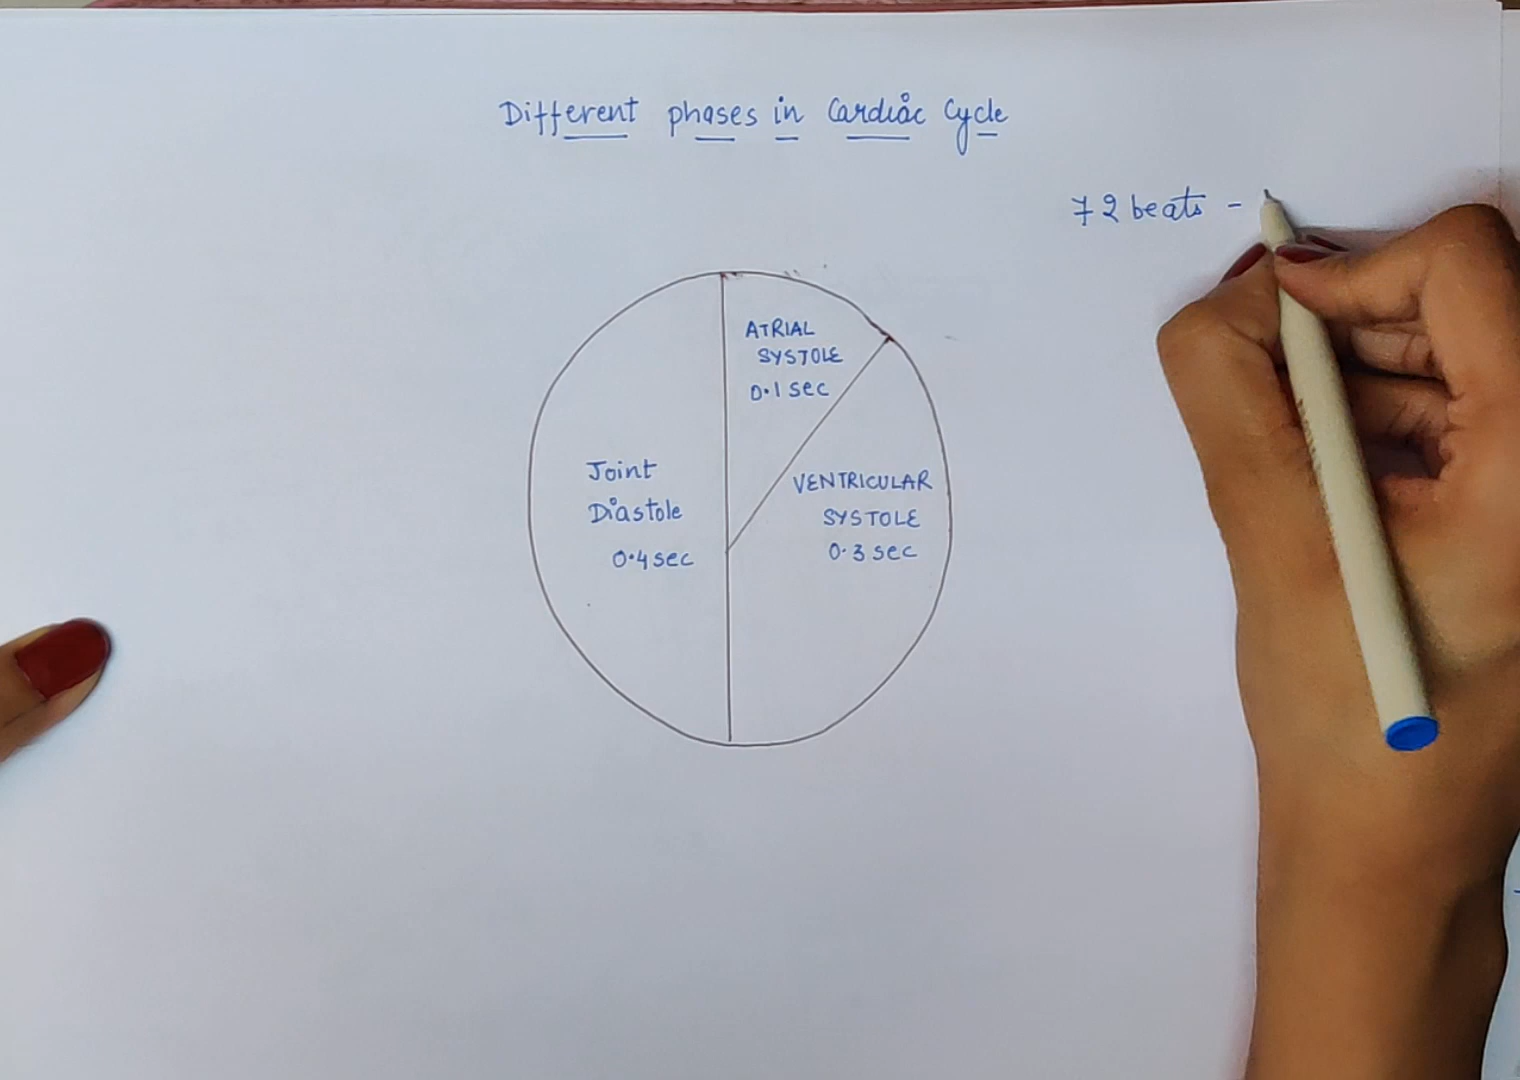 Different phases in Cardiac Cycle
72 beats -
ATRIAL
SYSTOLE
0.1 sec
Joint
Diastole
0.4 sec
VENTRICULAR
SYSTOLE
0.3 sec